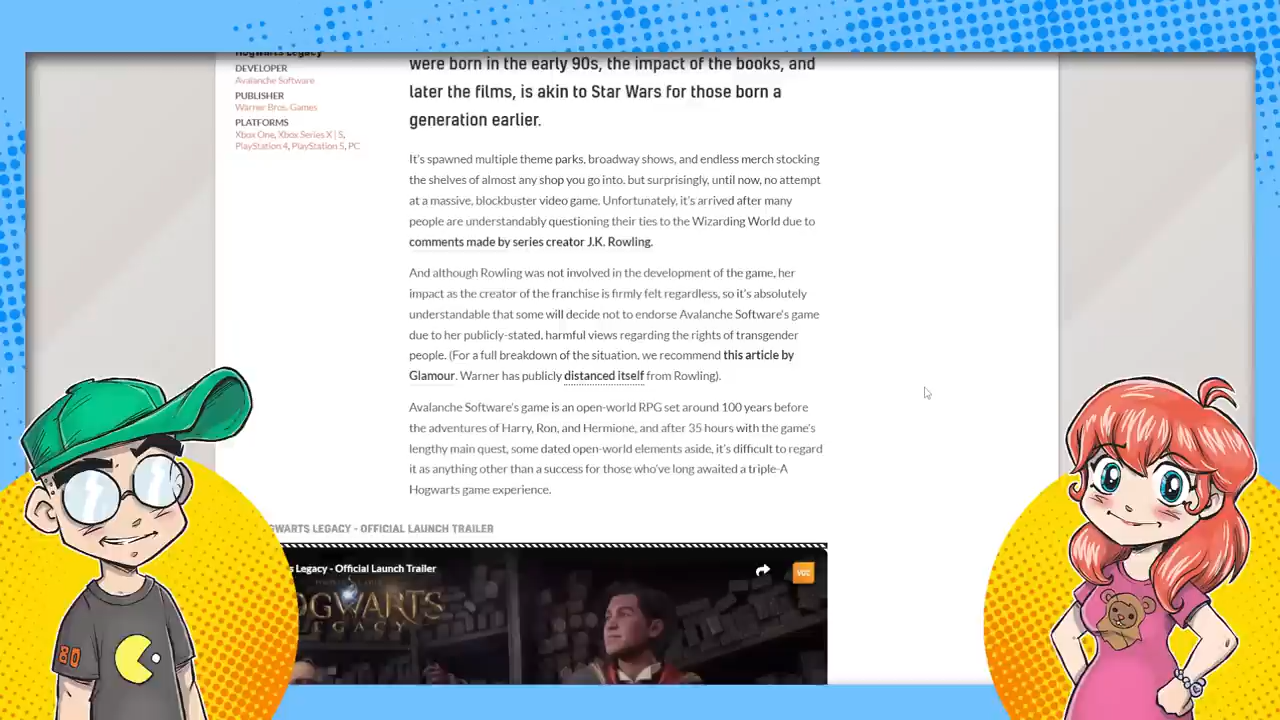 Hogwarts Legacy
DEVELOPER
Avalanche Software
PUBLISHER
Warner Bros. Games
PLATFORMS
Xbox One, Xbox Series X | S,
PlayStation 4, PlayStation 5, PC
were born in the early 90s, the impact of the books, and
later the films, is akin to Star Wars for those born a
generation earlier.
It's spawned multiple theme parks, broadway shows, and endless merch stocking
the shelves of almost any shop you go into. but surprisingly, until now, no attempt
at a massive, blockbuster video game. Unfortunately, it's arrived after many
people are understandably questioning their ties to the Wizarding World due to
comments made by series creator J.K. Rowling.
And although Rowling was not involved in the development of the game, her
impact as the creator of the franchise is firmly felt regardless, so it's absolutely
understandable that some will decide not to endorse Avalanche Software's game
due to her publicly-stated, harmful views regarding the rights of transgender
people. (For a full breakdown of the situation, we recommend this article by
Glamour. Warner has publicly distanced itself from Rowling).
Avalanche Software's game is an open-world RPG set around 100 years before
the adventures of Harry, Ron, and Hermione, and after 35 hours with the game's
lengthy main quest, some dated open-world elements aside, it's difficult to regard
it as anything other than a success for those who've long awaited a triple-A
Hogwarts game experience.
WARTS LEGACY - OFFICIAL LAUNCH TRAILER
s Legacy - Official Launch Trailer
VGC
HOGWARTS
LEGACY
80